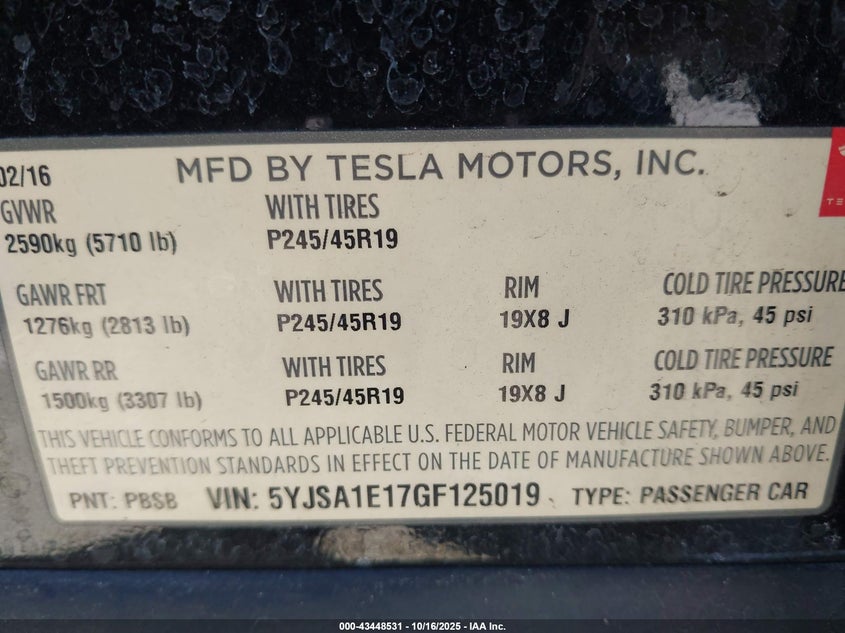 02/16 MFD BY TESLA MOTORS, INC.
GVWR WITH TIRES
2590kg (5710 lb) P245/45R19
GAWR FRT WITH TIRES RIM COLD TIRE PRESSURE
1276kg (2813 lb) P245/45R19 19X8 J 310 kPa, 45 psi
GAWR RR WITH TIRES RIM COLD TIRE PRESSURE
1500kg (3307 lb) P245/45R19 19X8 J 310 kPa, 45 psi
THIS VEHICLE CONFORMS TO ALL APPLICABLE U.S. FEDERAL MOTOR VEHICLE SAFETY, BUMPER, AND
THEFT PREVENTION STANDARDS IN EFFECT ON THE DATE OF MANUFACTURE SHOWN ABOVE.
PNT: PBSB VIN: 5YJSA1E17GF125019 TYPE: PASSENGER CAR
000-43448531 - 10/16/2025 - IAA Inc.